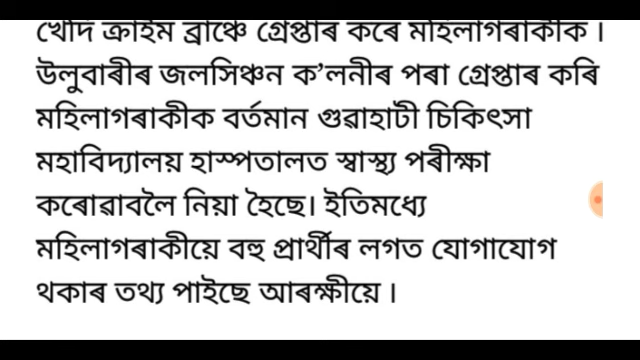 খেদি ক্ৰাইম ব্ৰাঞ্চে গ্ৰেপ্তাৰ কৰে মহিলাগৰাকীক ।
উলুবাৰীৰ জলসিঞ্চন ক’লনীৰ পৰা গ্ৰেপ্তাৰ কৰি
মহিলাগৰাকীক বৰ্তমান গুৱাহাটী চিকিৎসা
মহাবিদ্যালয় হাস্পতালত স্বাস্থ্য পৰীক্ষা
কৰোৱাবলৈ নিয়া হৈছে। ইতিমধ্যে
মহিলাগৰাকীয়ে বহু প্ৰাৰ্থীৰ লগত যোগাযোগ
থকাৰ তথ্য পাইছে আৰক্ষীয়ে ।